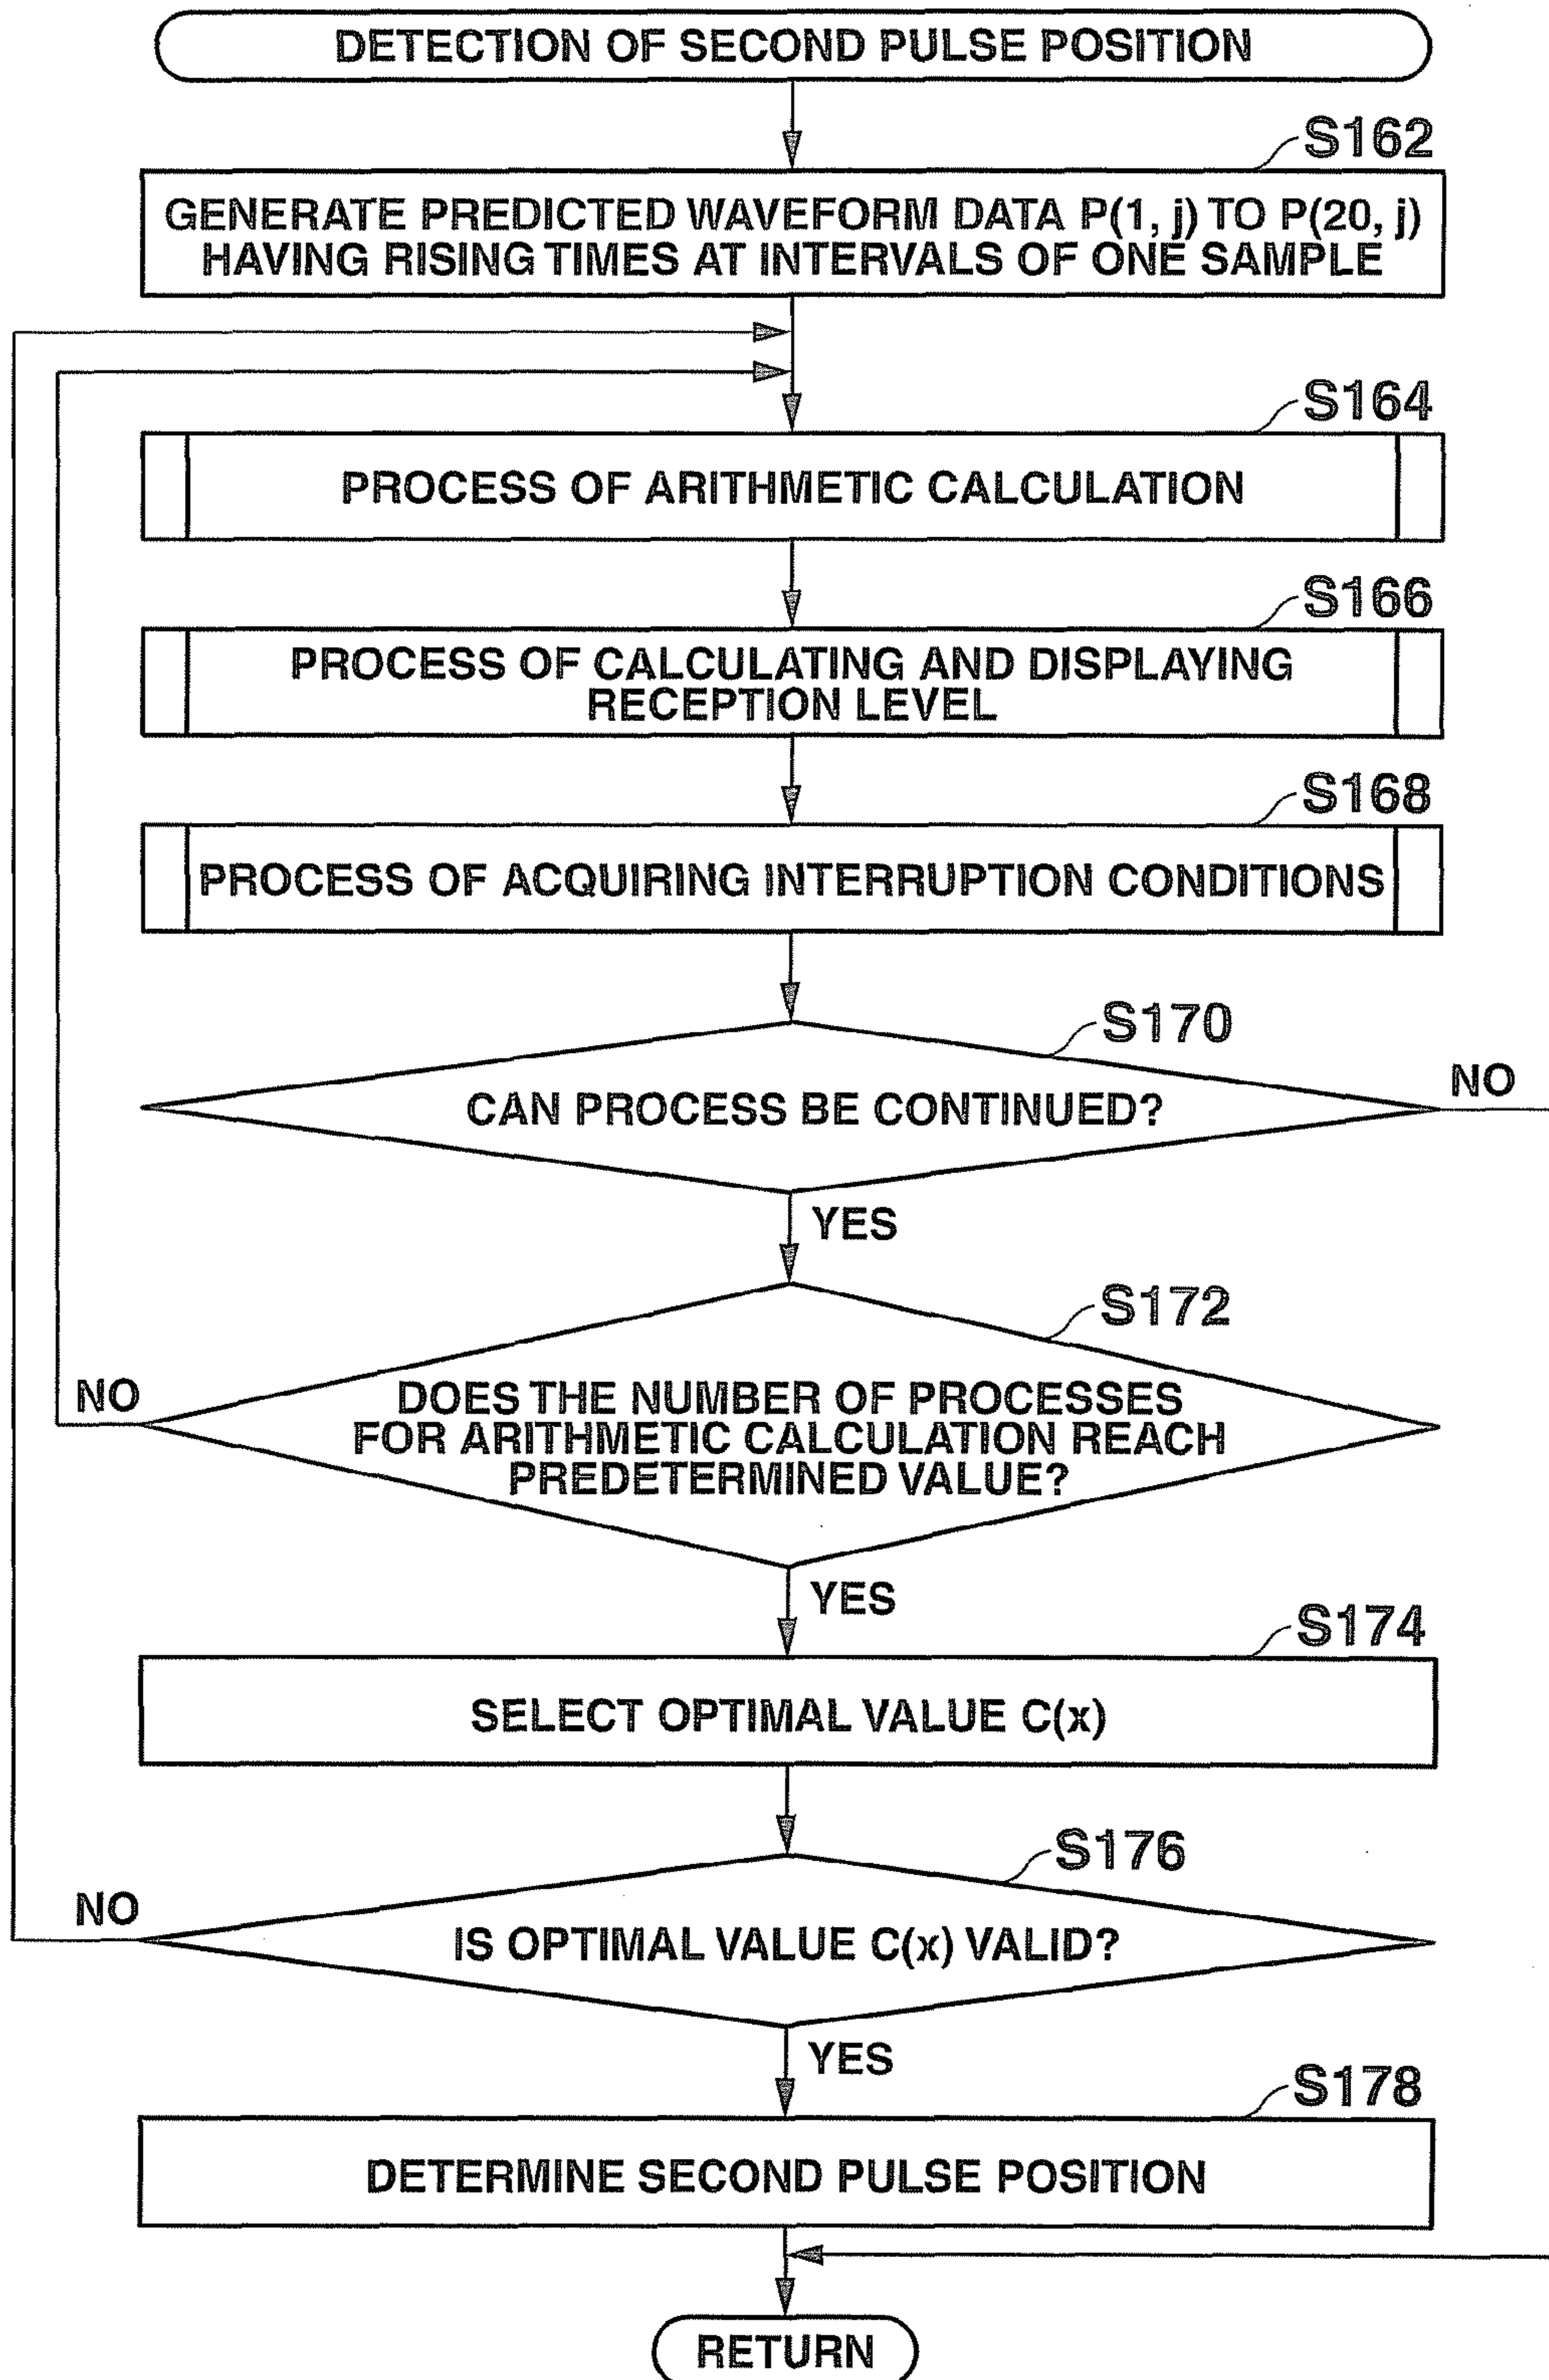 DETECTION OF SECOND PULSE POSITION
S162
GENERATE PREDICTED WAVEFORM DATA P(1, j) TO P(20, j)
HAVING RISING TIMES AT INTERVALS OF ONE SAMPLE
S164
PROCESS OF ARITHMETIC CALCULATION
S166
PROCESS OF CALCULATING AND DISPLAYING
RECEPTION LEVEL
S168
PROCESS OF ACQUIRING INTERRUPTION CONDITIONS
S170
CAN PROCESS BE CONTINUED?
NO
YES
S172
NO
DOES THE NUMBER OF PROCESSES
FOR ARITHMETIC CALCULATION REACH
PREDETERMINED VALUE?
YES
S174
SELECT OPTIMAL VALUE C(x)
S176
NO
IS OPTIMAL VALUE C(x) VALID?
YES
S178
DETERMINE SECOND PULSE POSITION
RETURN